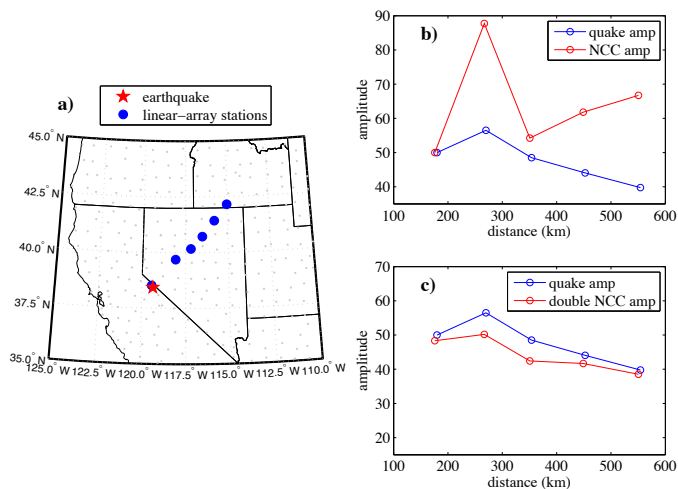 a)
earthquake
linear-array stations
45.0° N
42.5° N
40.0° N
37.5° N
35.0° N
125.0° W 122.5° W 120.0° W 117.5° W 115.0° W 112.5° W 110.0° W
b)
quake amp
NCC amp
90
80
70
60
50
40
amplitude
100 200 300 400 500 600
distance (km)
c)
quake amp
double NCC amp
70
60
50
40
30
20
amplitude
100 200 300 400 500 600
distance (km)